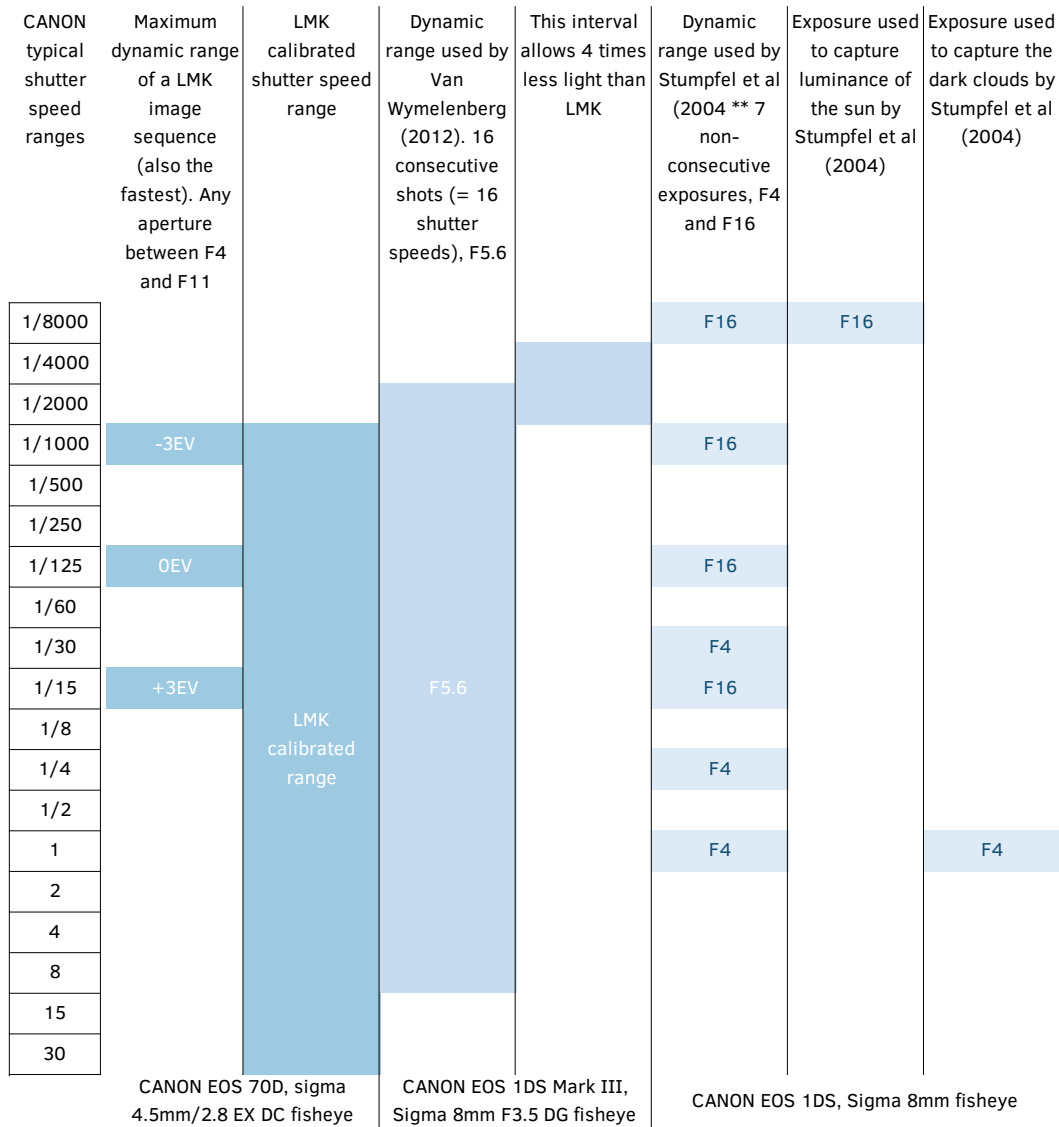 CANON
typical
shutter
speed
ranges
Maximum
dynamic range
of a LMK
image
sequence
(also the
fastest). Any
aperture
between F4
and F11
LMK
calibrated
shutter speed
range
Dynamic
range used by
Van
Wymelenberg
(2012). 16
consecutive
shots (= 16
shutter
speeds), F5.6
This interval
allows 4 times
less light than
LMK
Dynamic
range used by
Stumpfel et al
(2004 ** 7
non-
consecutive
exposures, F4
and F16
Exposure used
to capture
luminance of
the sun by
Stumpfel et al
(2004)
Exposure used
to capture the
dark clouds by
Stumpfel et al
(2004)
1/8000 F16 F16
1/4000
1/2000
1/1000 -3EV F16
1/500
1/250
1/125 0EV F16
1/60
1/30 F4
1/15 +3EV F5.6 F16
1/8
LMK
calibrated
range
1/4 F4
1/2
1 F4 F4
2
4
8
15
30
CANON EOS 70D, sigma
4.5mm/2.8 EX DC fisheye
CANON EOS 1DS Mark III,
Sigma 8mm F3.5 DG fisheye
CANON EOS 1DS, Sigma 8mm fisheye